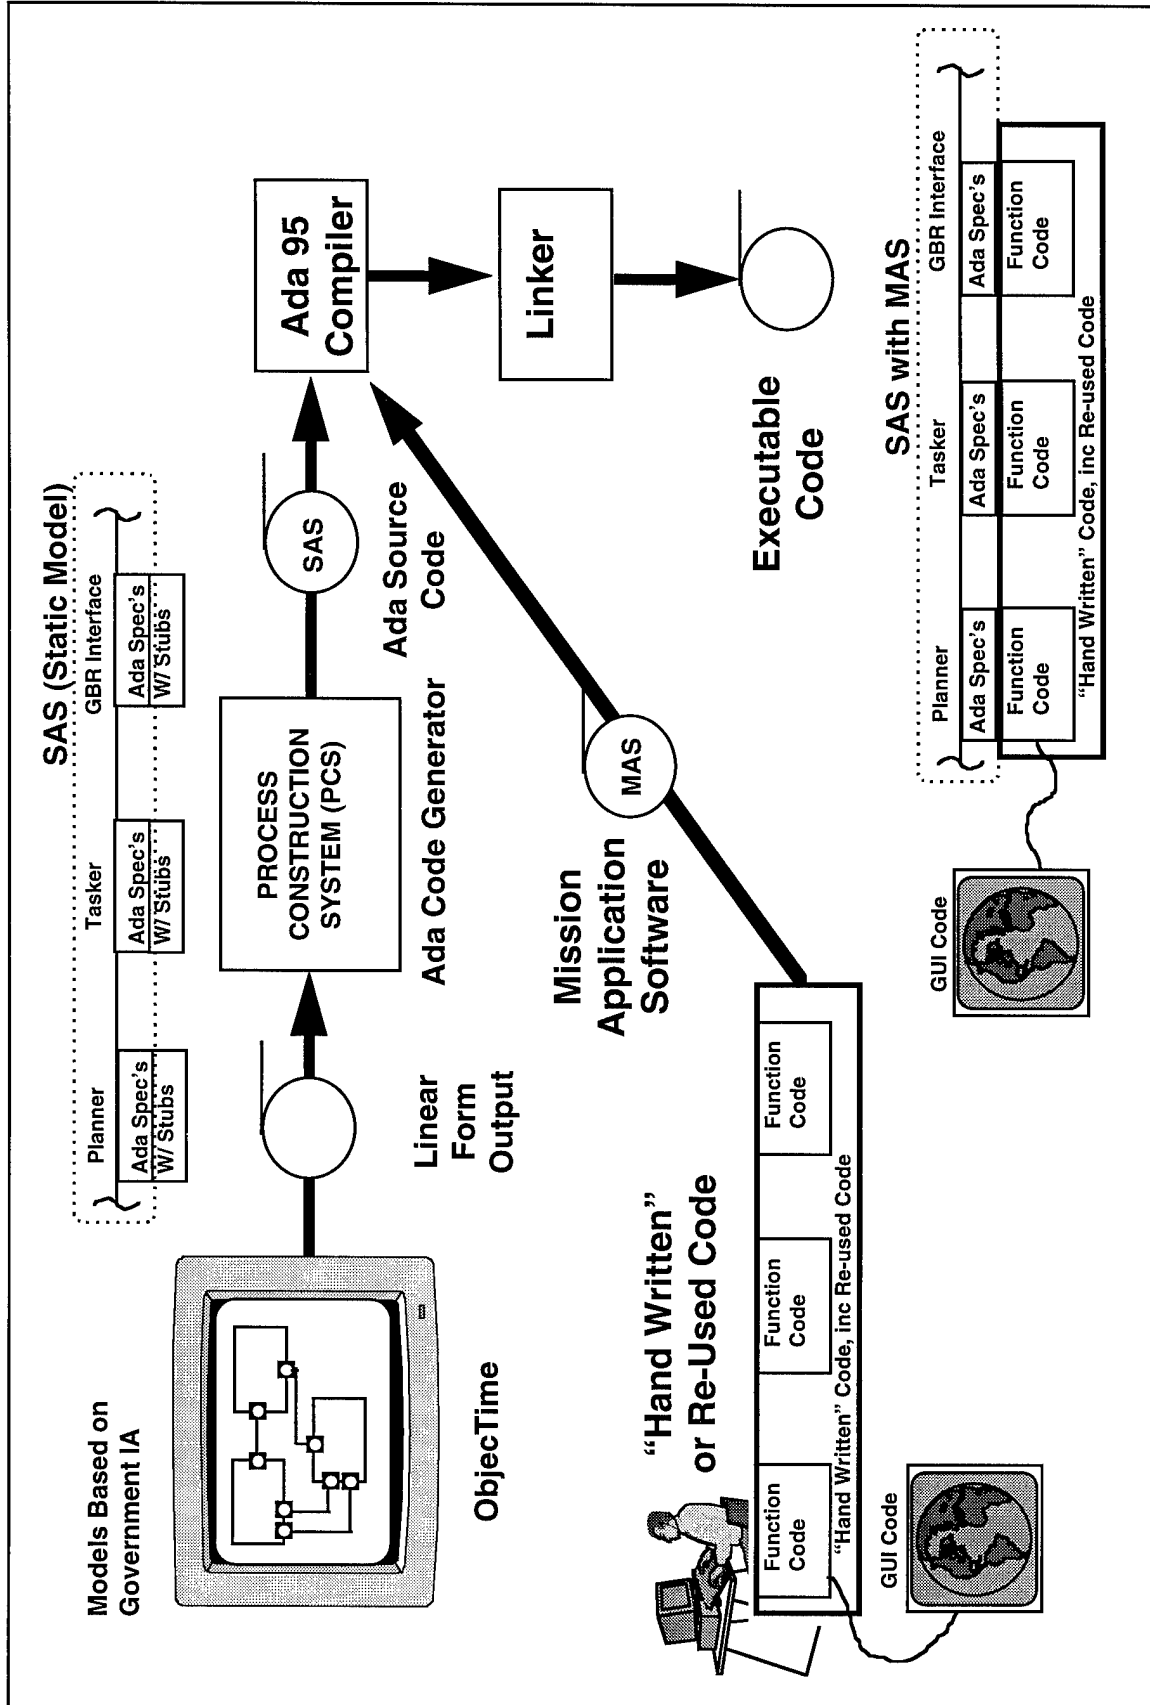 Models Based on
Government IA
ObjecTime
SAS (Static Model)
Planner
Tasker
GBR Interface
Ada Spec's
W/ Stubs
Ada Spec's
W/ Stubs
Ada Spec's
W/ Stubs
Linear
Form
Output
PROCESS
CONSTRUCTION
SYSTEM (PCS)
Ada Code Generator
SAS
Ada Source
Code
Ada 95
Compiler
Linker
Executable
Code
Mission
Application
Software
MAS
"Hand Written"
or Re-Used Code
Function
Code
Function
Code
Function
Code
"Hand Written" Code, inc Re-used Code
GUI Code
SAS with MAS
Planner
Tasker
GBR Interface
Ada Spec's
Ada Spec's
Ada Spec's
Function
Code
Function
Code
Function
Code
"Hand Written" Code, inc Re-used Code
GUI Code